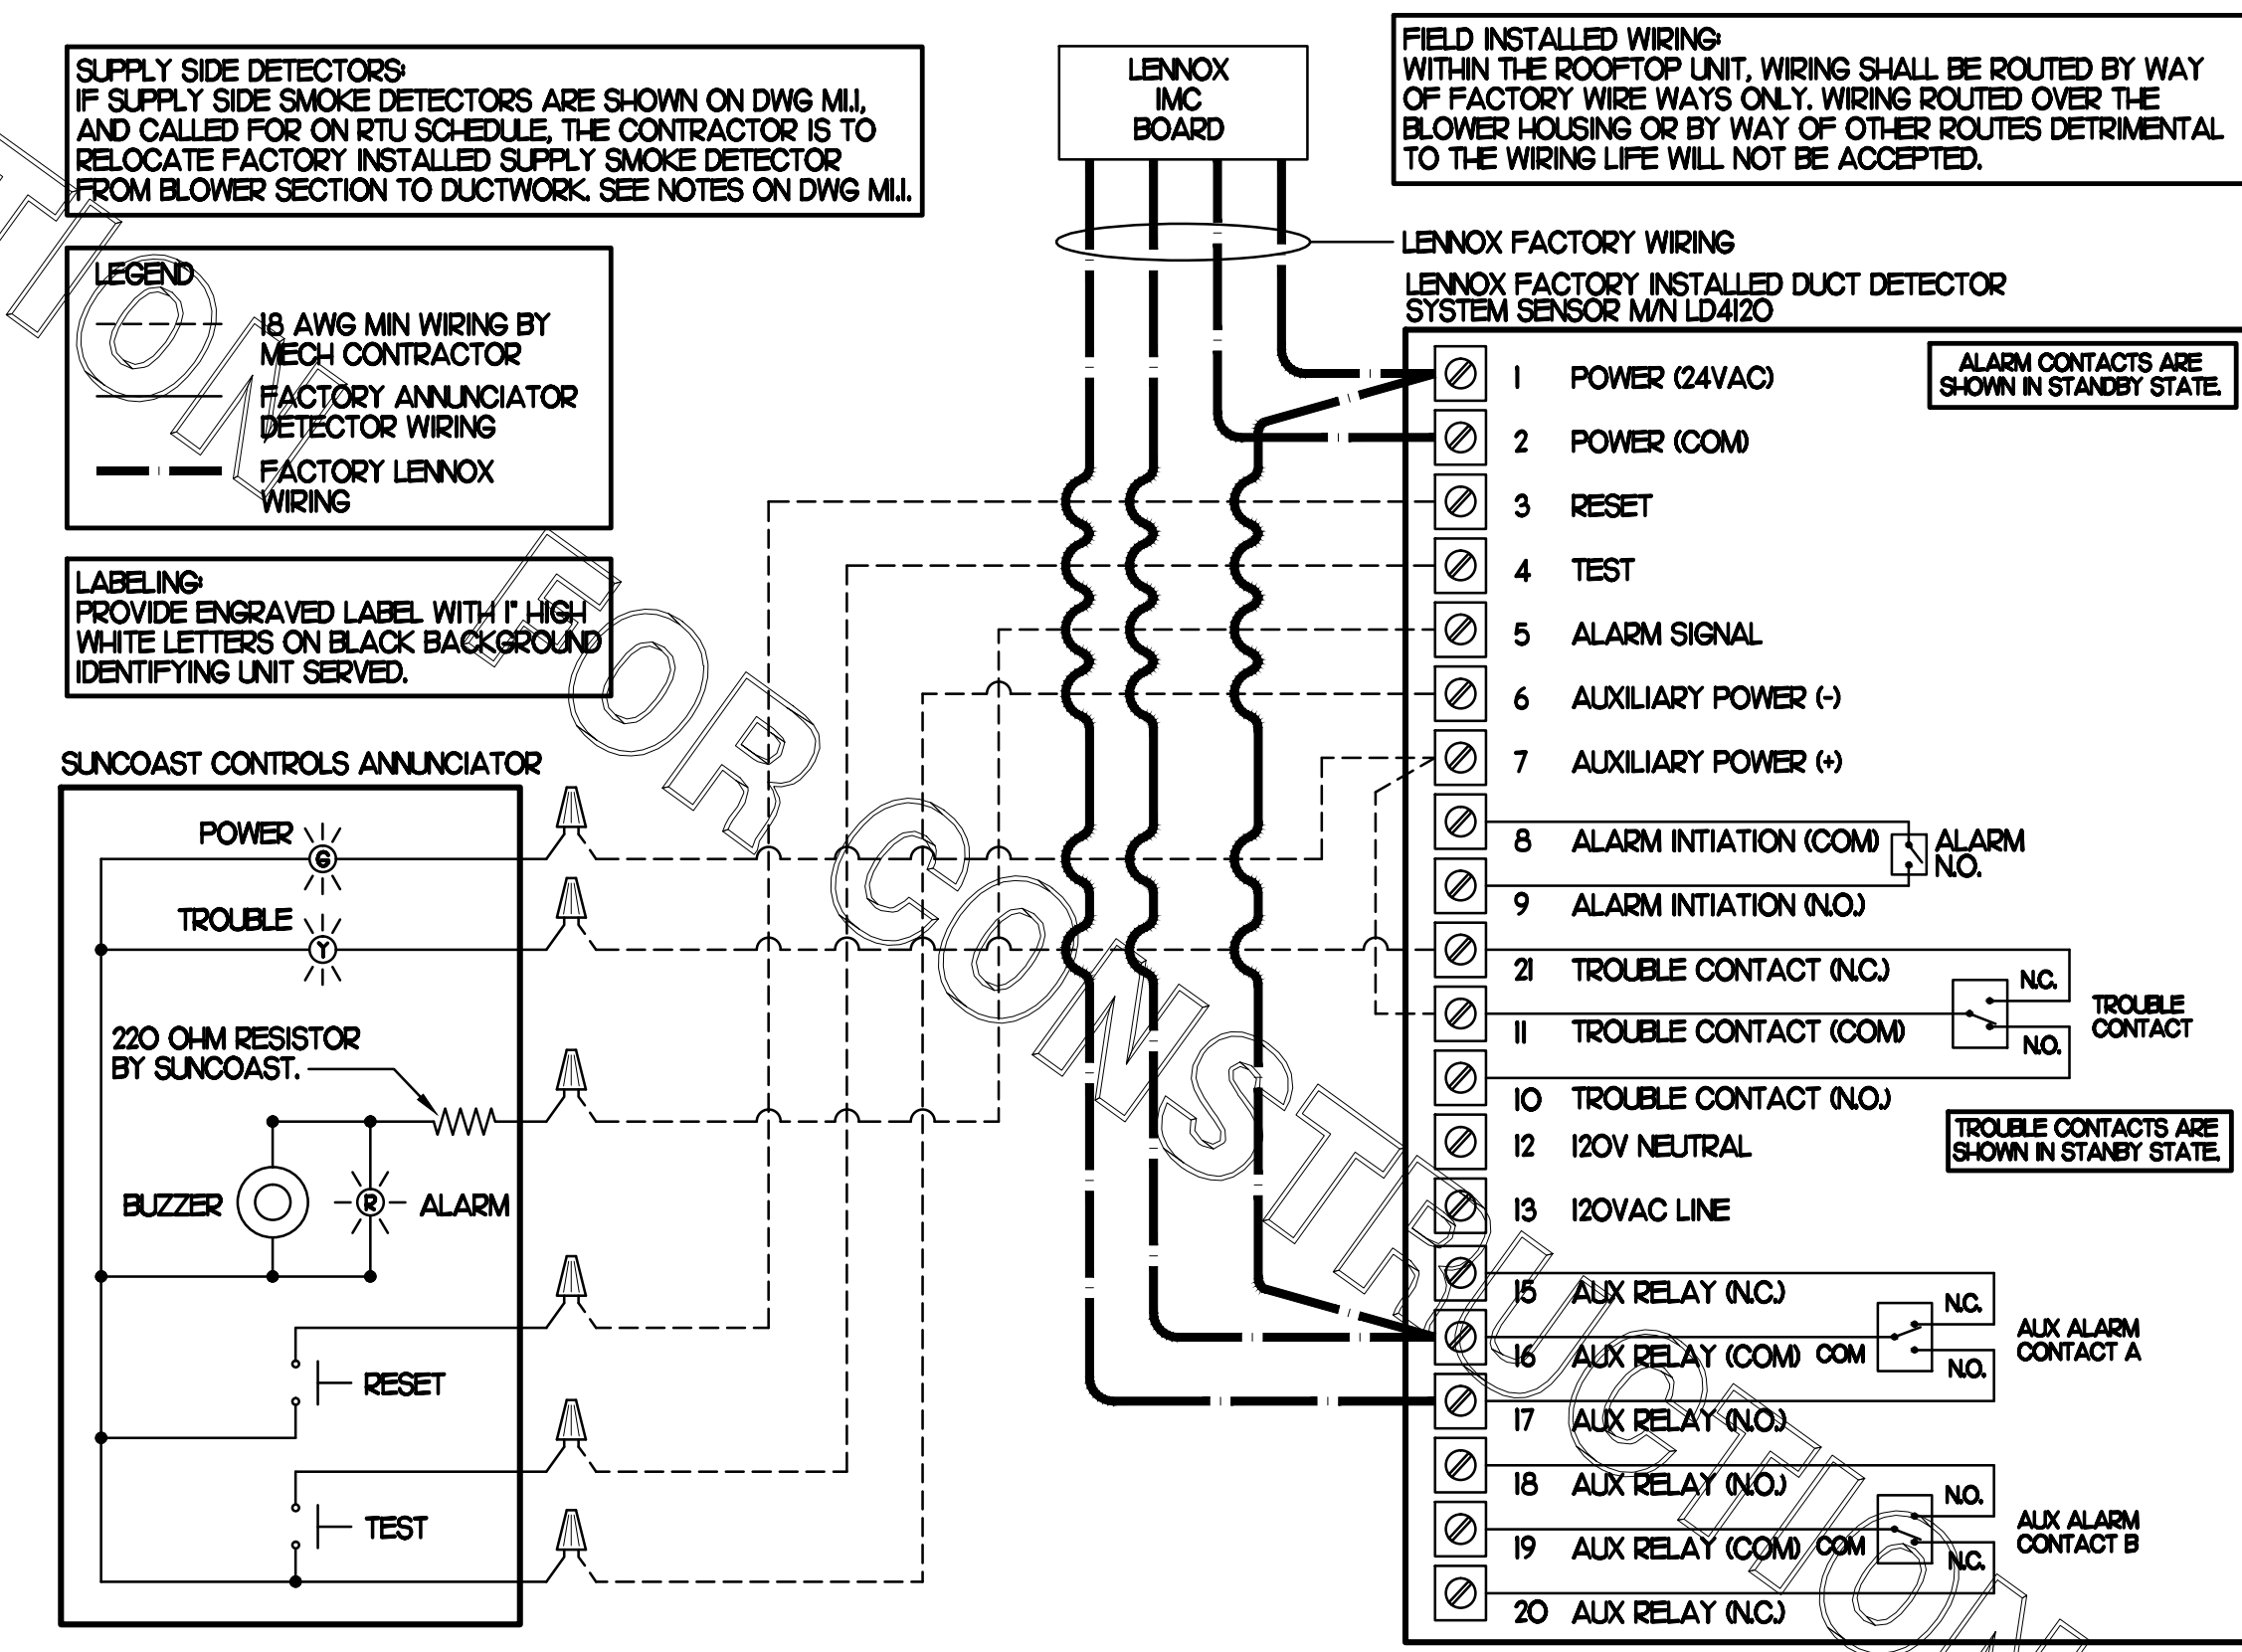 SUPPLY SIDE DETECTORS:
IF SUPPLY SIDE SMOKE DETECTORS ARE SHOWN ON DWG M1.1,
AND CALLED FOR ON RTU SCHEDULE, THE CONTRACTOR IS TO
RELOCATE FACTORY INSTALLED SUPPLY SMOKE DETECTOR
FROM BLOWER SECTION TO DUCTWORK. SEE NOTES ON DWG M1.1.
LENNOX
IMC
BOARD
FIELD INSTALLED WIRING:
WITHIN THE ROOFTOP UNIT, WIRING SHALL BE ROUTED BY WAY
OF FACTORY WIRE WAYS ONLY. WIRING ROUTED OVER THE
BLOWER HOUSING OR BY WAY OF OTHER ROUTES DETRIMENTAL
TO THE WIRING LIFE WILL NOT BE ACCEPTED.
LENNOX FACTORY WIRING
LENNOX FACTORY INSTALLED DUCT DETECTOR
SYSTEM SENSOR M/N LD4120
LEGEND
18 AWG MIN WIRING BY
MECH CONTRACTOR
FACTORY ANNUNCIATOR
DETECTOR WIRING
FACTORY LENNOX
WIRING
LABELING:
PROVIDE ENGRAVED LABEL WITH 1" HIGH
WHITE LETTERS ON BLACK BACKGROUND
IDENTIFYING UNIT SERVED.
SUNCOAST CONTROLS ANNUNCIATOR
POWER
G
TROUBLE
Y
220 OHM RESISTOR
BY SUNCOAST.
BUZZER
R
ALARM
RESET
TEST
ALARM CONTACTS ARE
SHOWN IN STANDBY STATE.
1 POWER (24VAC)
2 POWER (COM)
3 RESET
4 TEST
5 ALARM SIGNAL
6 AUXILIARY POWER (-)
7 AUXILIARY POWER (+)
8 ALARM INTIATION (COM)
ALARM
N.O.
9 ALARM INTIATION (N.O.)
21 TROUBLE CONTACT (N.C.)
N.C.
11 TROUBLE CONTACT (COM)
N.O.
TROUBLE
CONTACT
10 TROUBLE CONTACT (N.O.)
12 120V NEUTRAL
TROUBLE CONTACTS ARE
SHOWN IN STANBY STATE.
13 120VAC LINE
15 AUX RELAY (N.C.)
N.C.
16 AUX RELAY (COM) COM
N.O.
AUX ALARM
CONTACT A
17 AUX RELAY (N.O.)
18 AUX RELAY (N.O.)
N.O.
19 AUX RELAY (COM) COM
N.C.
AUX ALARM
CONTACT B
20 AUX RELAY (N.C.)
FOR CONSTRUCTION